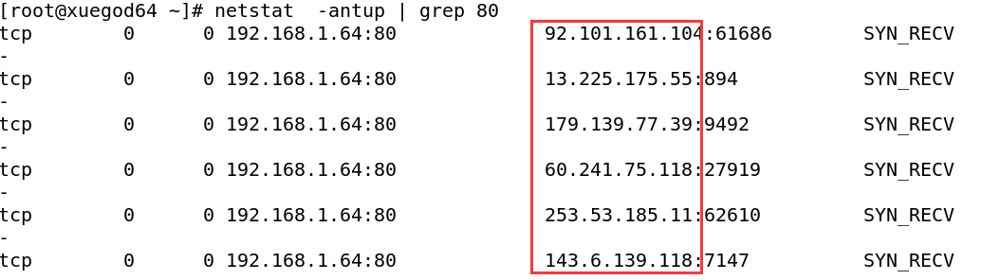 [root@xuegod64 ~]# netstat  -antup | grep 80
tcp        0      0 192.168.1.64:80             92.101.161.104:61686        SYN_RECV
-
tcp        0      0 192.168.1.64:80             13.225.175.55:894           SYN_RECV
-
tcp        0      0 192.168.1.64:80             179.139.77.39:9492          SYN_RECV
-
tcp        0      0 192.168.1.64:80             60.241.75.118:27919         SYN_RECV
-
tcp        0      0 192.168.1.64:80             253.53.185.11:62610         SYN_RECV
-
tcp        0      0 192.168.1.64:80             143.6.139.118:7147          SYN_RECV